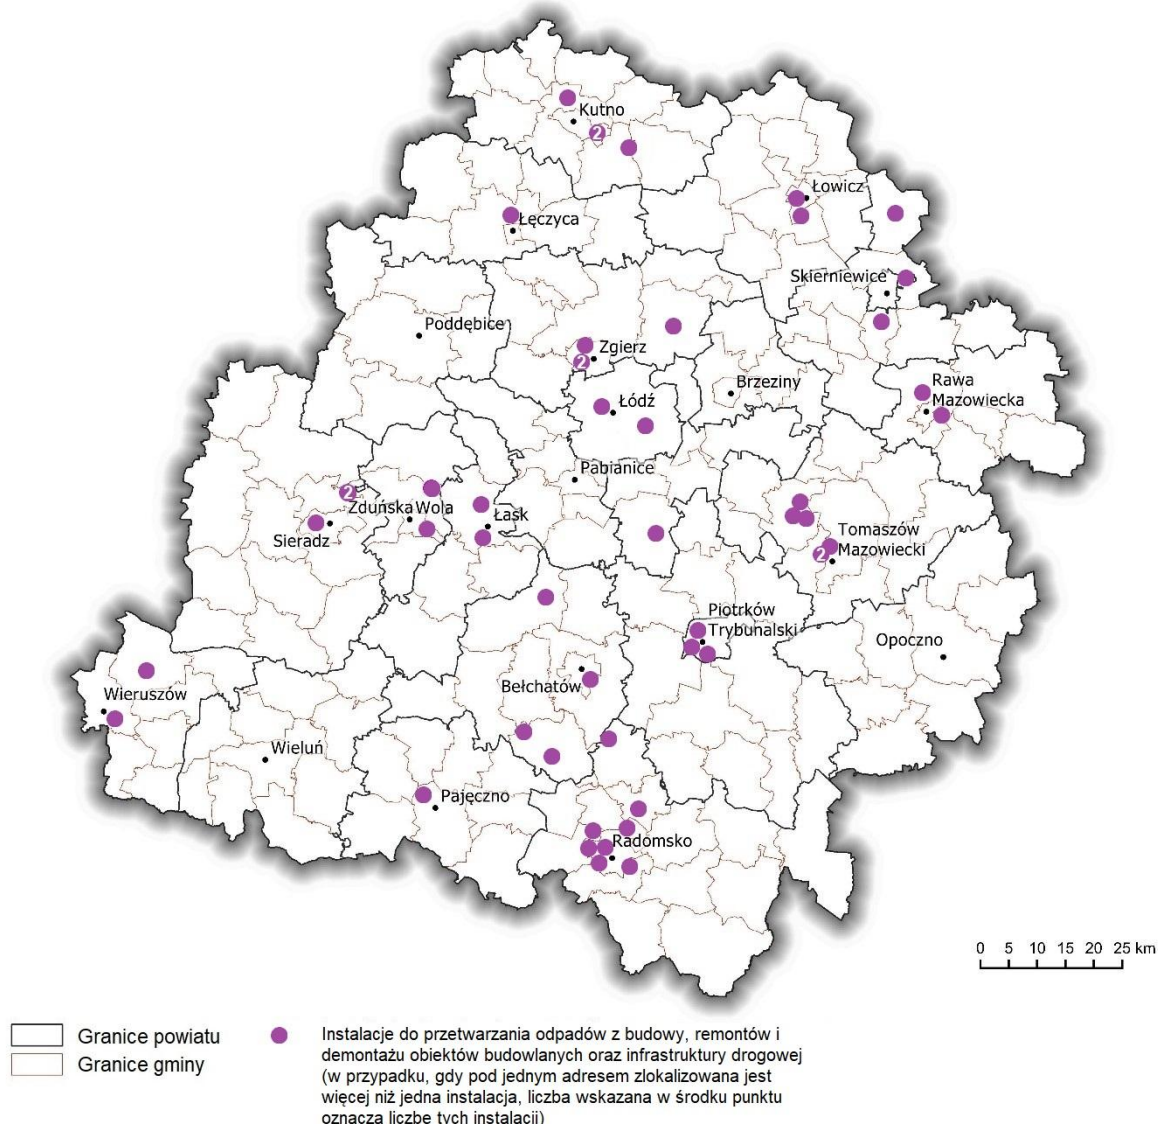 Kutno
2
Łowicz
Łęczyca
Skierniewice
Poddębice
Zgierz
2
Rawa
Mazowiecka
Brzeziny
Łódź
Pabianice
2
Zduńska Wola
Łask
Sieradz
Tomaszów
Mazowiecki
2
Piotrków
Trybunalski
Opoczno
Bełchatów
Wieruszów
Wieluń
Pajęczno
Radomsko
0 5 10 15 20 25 km
Granice powiatu
Granice gminy
Instalacje do przetwarzania odpadów z budowy, remontów i
demontażu obiektów budowlanych oraz infrastruktury drogowej
(w przypadku, gdy pod jednym adresem zlokalizowana jest
więcej niż jedna instalacja, liczba wskazana w środku punktu
oznacza liczbę tych instalacji)